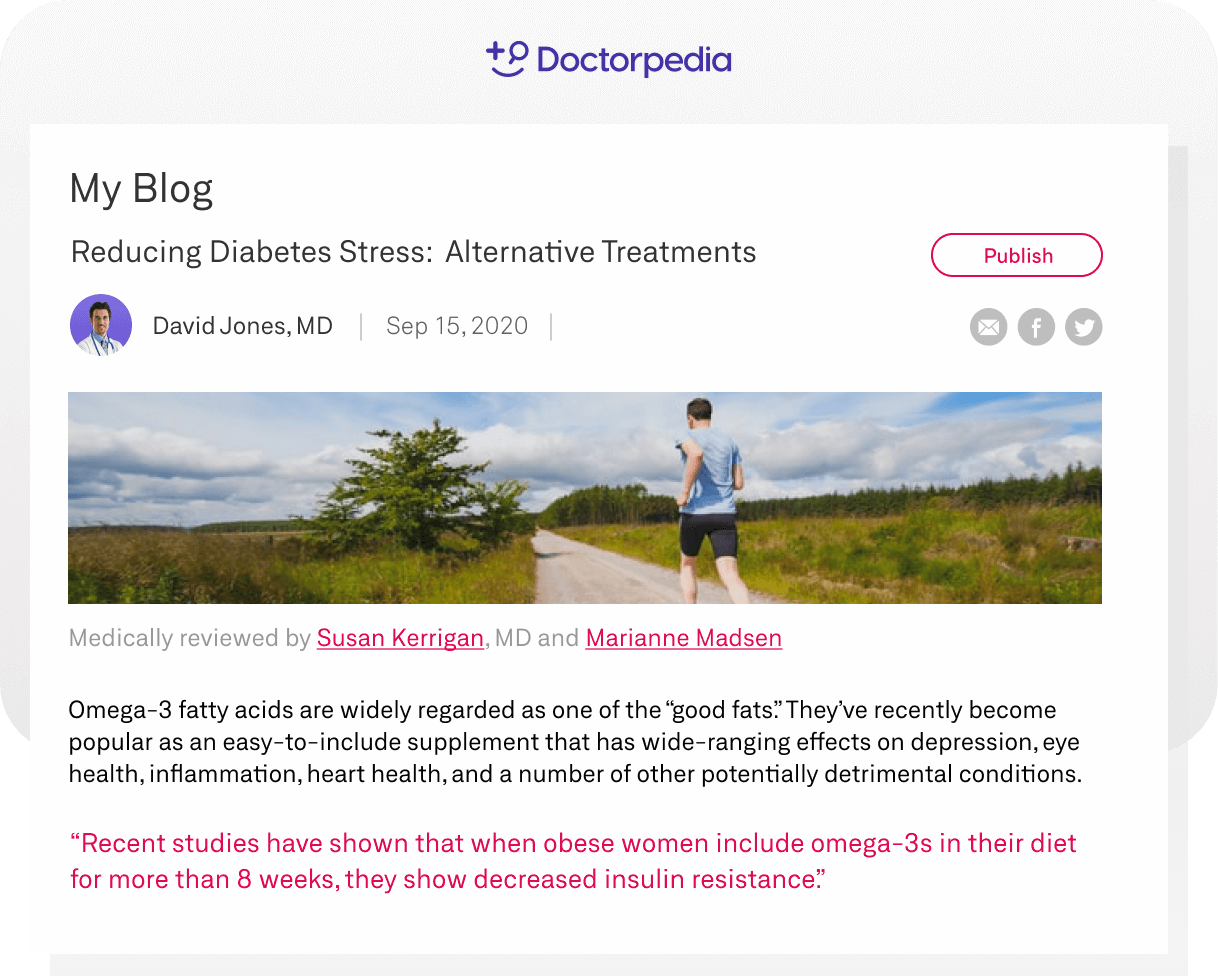 Doctorpedia
My Blog
Reducing Diabetes Stress: Alternative Treatments
Publish
David Jones, MD | Sep 15, 2020 |
Medically reviewed by Susan Kerrigan, MD and Marianne Madsen
Omega-3 fatty acids are widely regarded as one of the “good fats.” They’ve recently become
popular as an easy-to-include supplement that has wide-ranging effects on depression, eye
health, inflammation, heart health, and a number of other potentially detrimental conditions.
“Recent studies have shown that when obese women include omega-3s in their diet
for more than 8 weeks, they show decreased insulin resistance.”